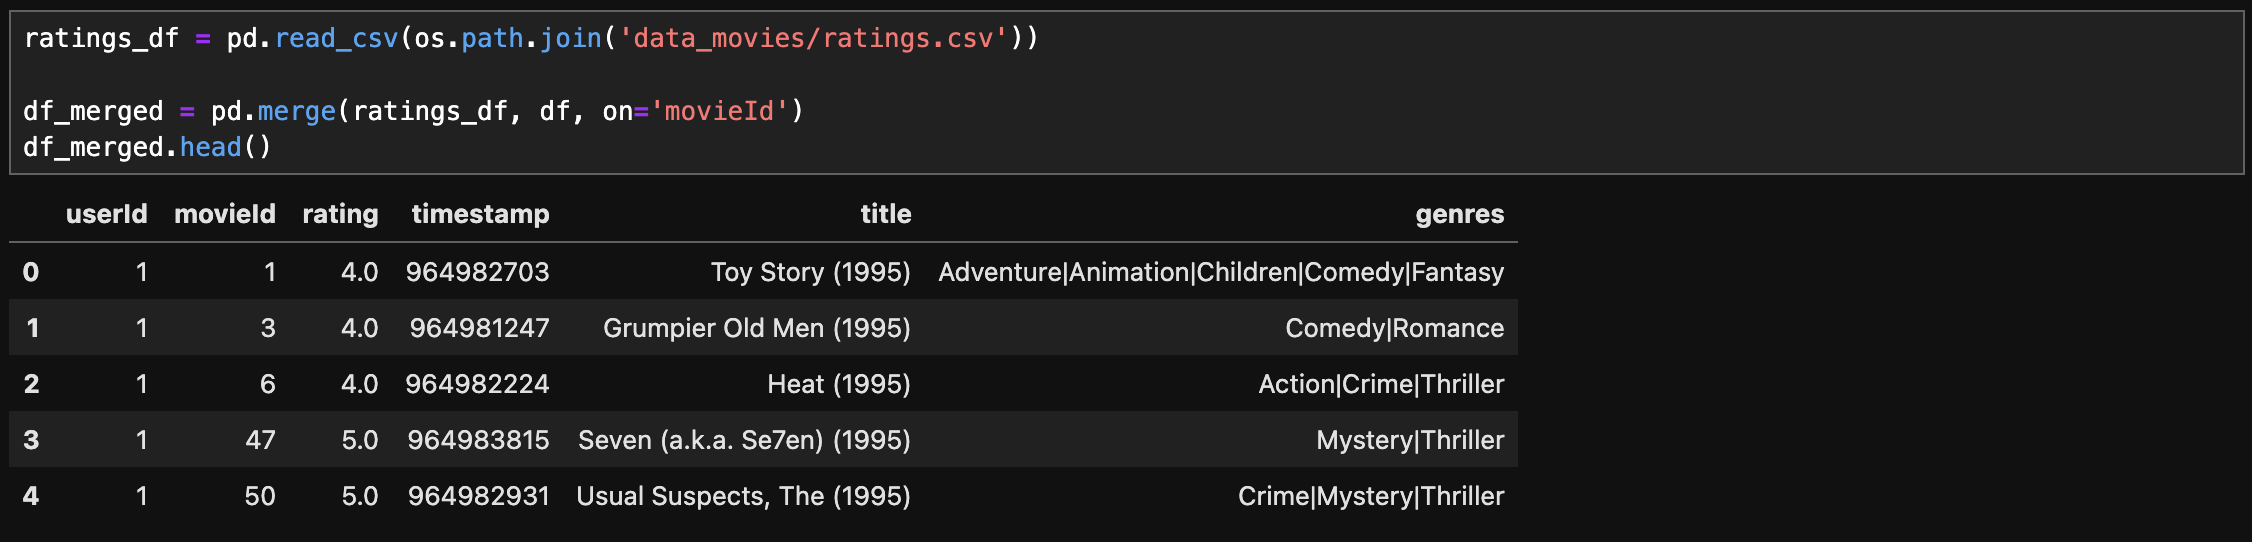 ratings_df = pd.read_csv(os.path.join('data_movies/ratings.csv'))
df_merged = pd.merge(ratings_df, df, on='movieId')
df_merged.head()
userId movieId rating timestamp title genres
0 1 1 4.0 964982703 Toy Story (1995) Adventure|Animation|Children|Comedy|Fantasy
1 1 3 4.0 964981247 Grumpier Old Men (1995) Comedy|Romance
2 1 6 4.0 964982224 Heat (1995) Action|Crime|Thriller
3 1 47 5.0 964983815 Seven (a.k.a. Se7en) (1995) Mystery|Thriller
4 1 50 5.0 964982931 Usual Suspects, The (1995) Crime|Mystery|Thriller